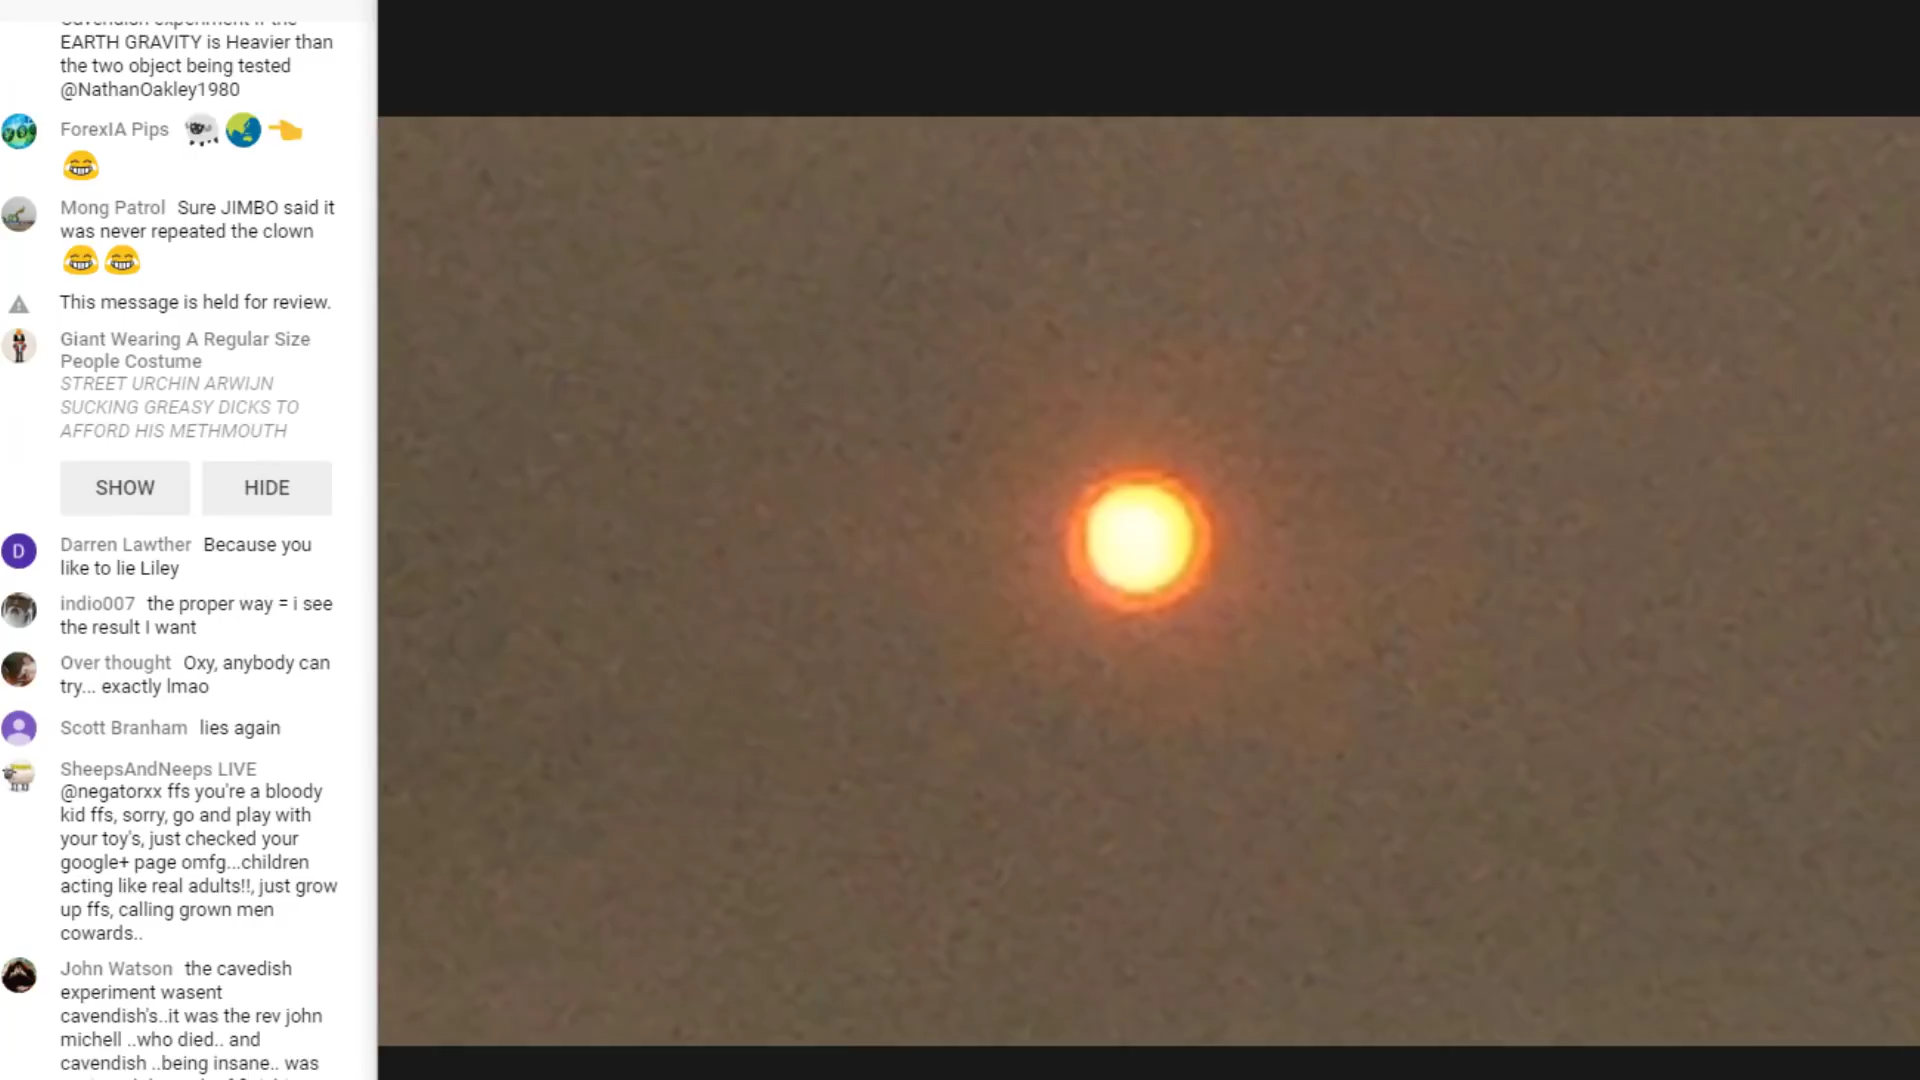 Cavendish experiment if the
EARTH GRAVITY is Heavier than
the two object being tested
@NathanOakley1980
ForexIA Pips
Mong Patrol Sure JIMBO said it
was never repeated the clown
This message is held for review.
Giant Wearing A Regular Size
People Costume
STREET URCHIN ARWIJN
SUCKING GREASY DICKS TO
AFFORD HIS METHMOUTH
SHOW HIDE
D
Darren Lawther Because you
like to lie Liley
indio007 the proper way = i see
the result I want
Over thought Oxy, anybody can
try... exactly lmao
Scott Branham lies again
SheepsAndNeeps LIVE
@negatorxx ffs you're a bloody
kid ffs, sorry, go and play with
your toy's, just checked your
google+ page omfg...children
acting like real adults!!, just grow
up ffs, calling grown men
cowards..
John Watson the cavedish
experiment wasent
cavendish's..it was the rev john
michell ..who died.. and
cavendish ..being insane.. was